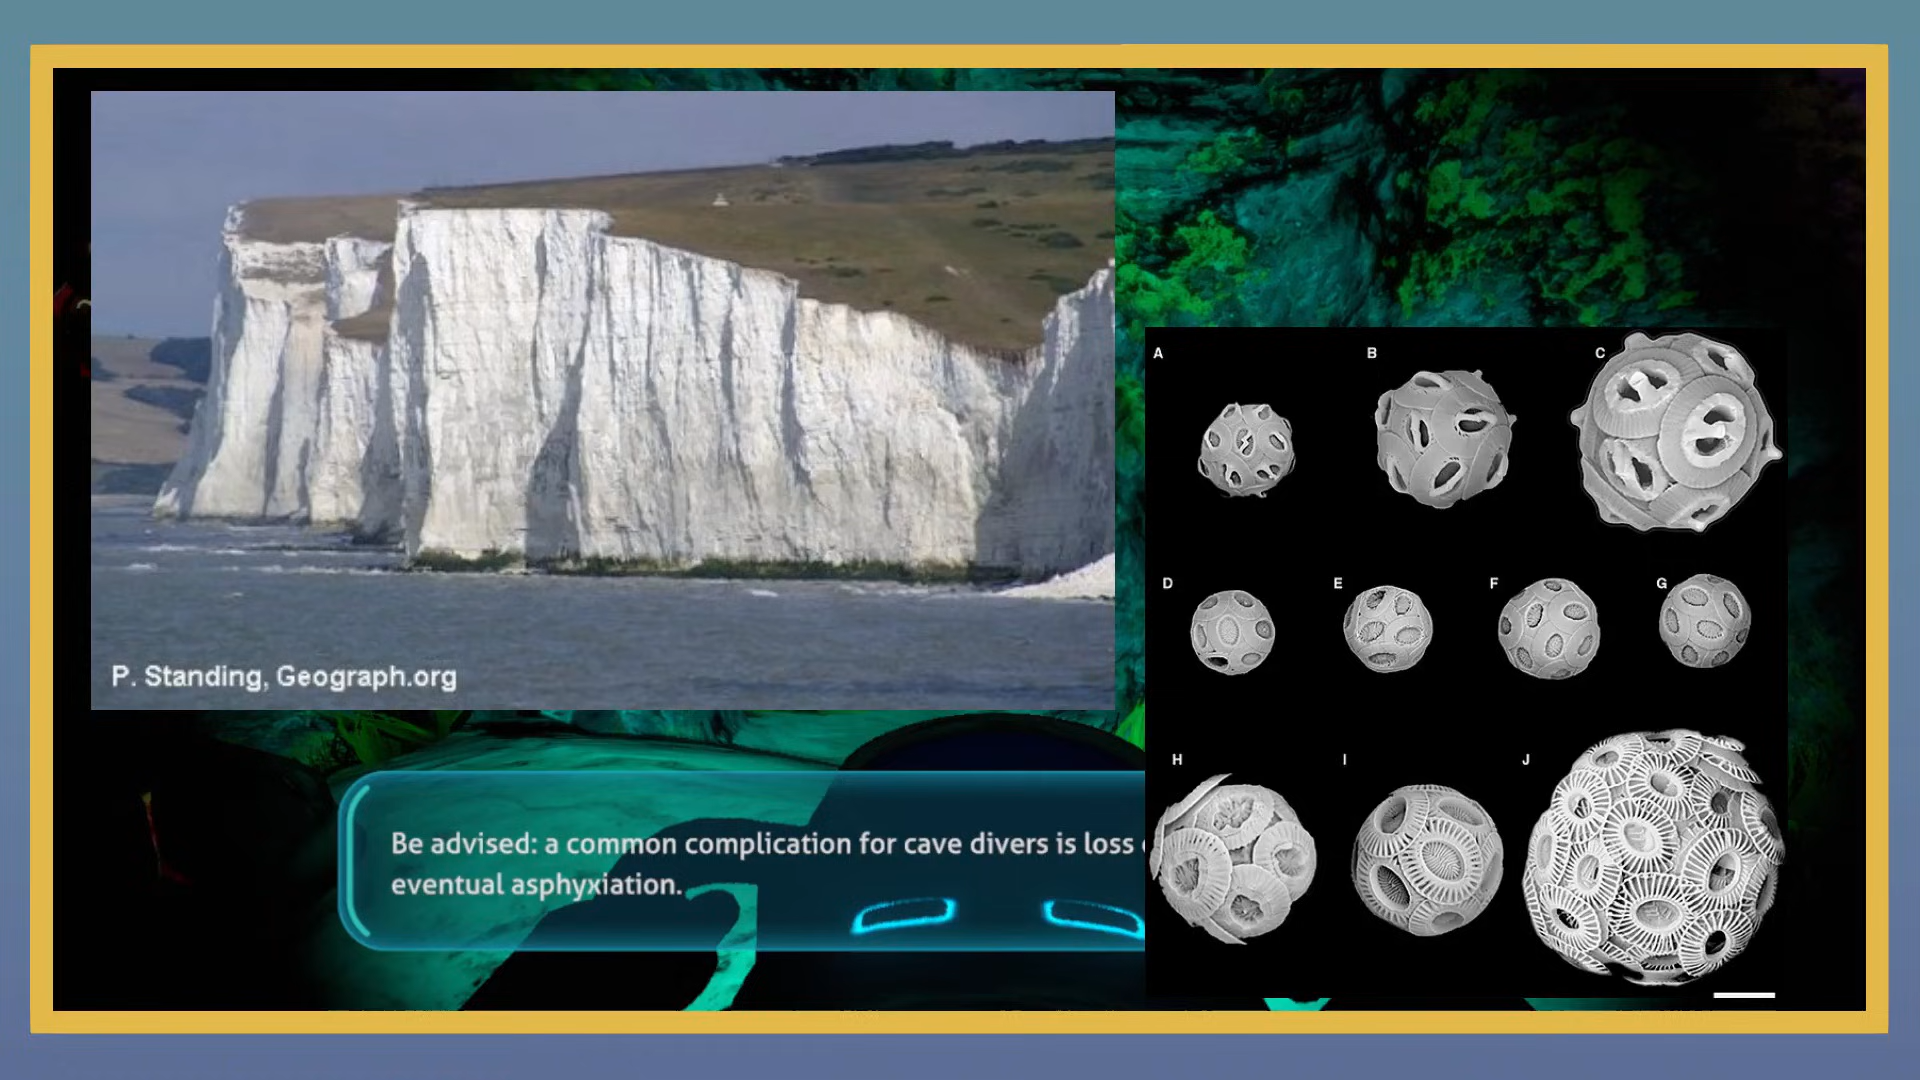 P. Standing, Geograph.org
A
B
C
D
E
F
G
H
I
J
Be advised: a common complication for cave divers is loss
eventual asphyxiation.